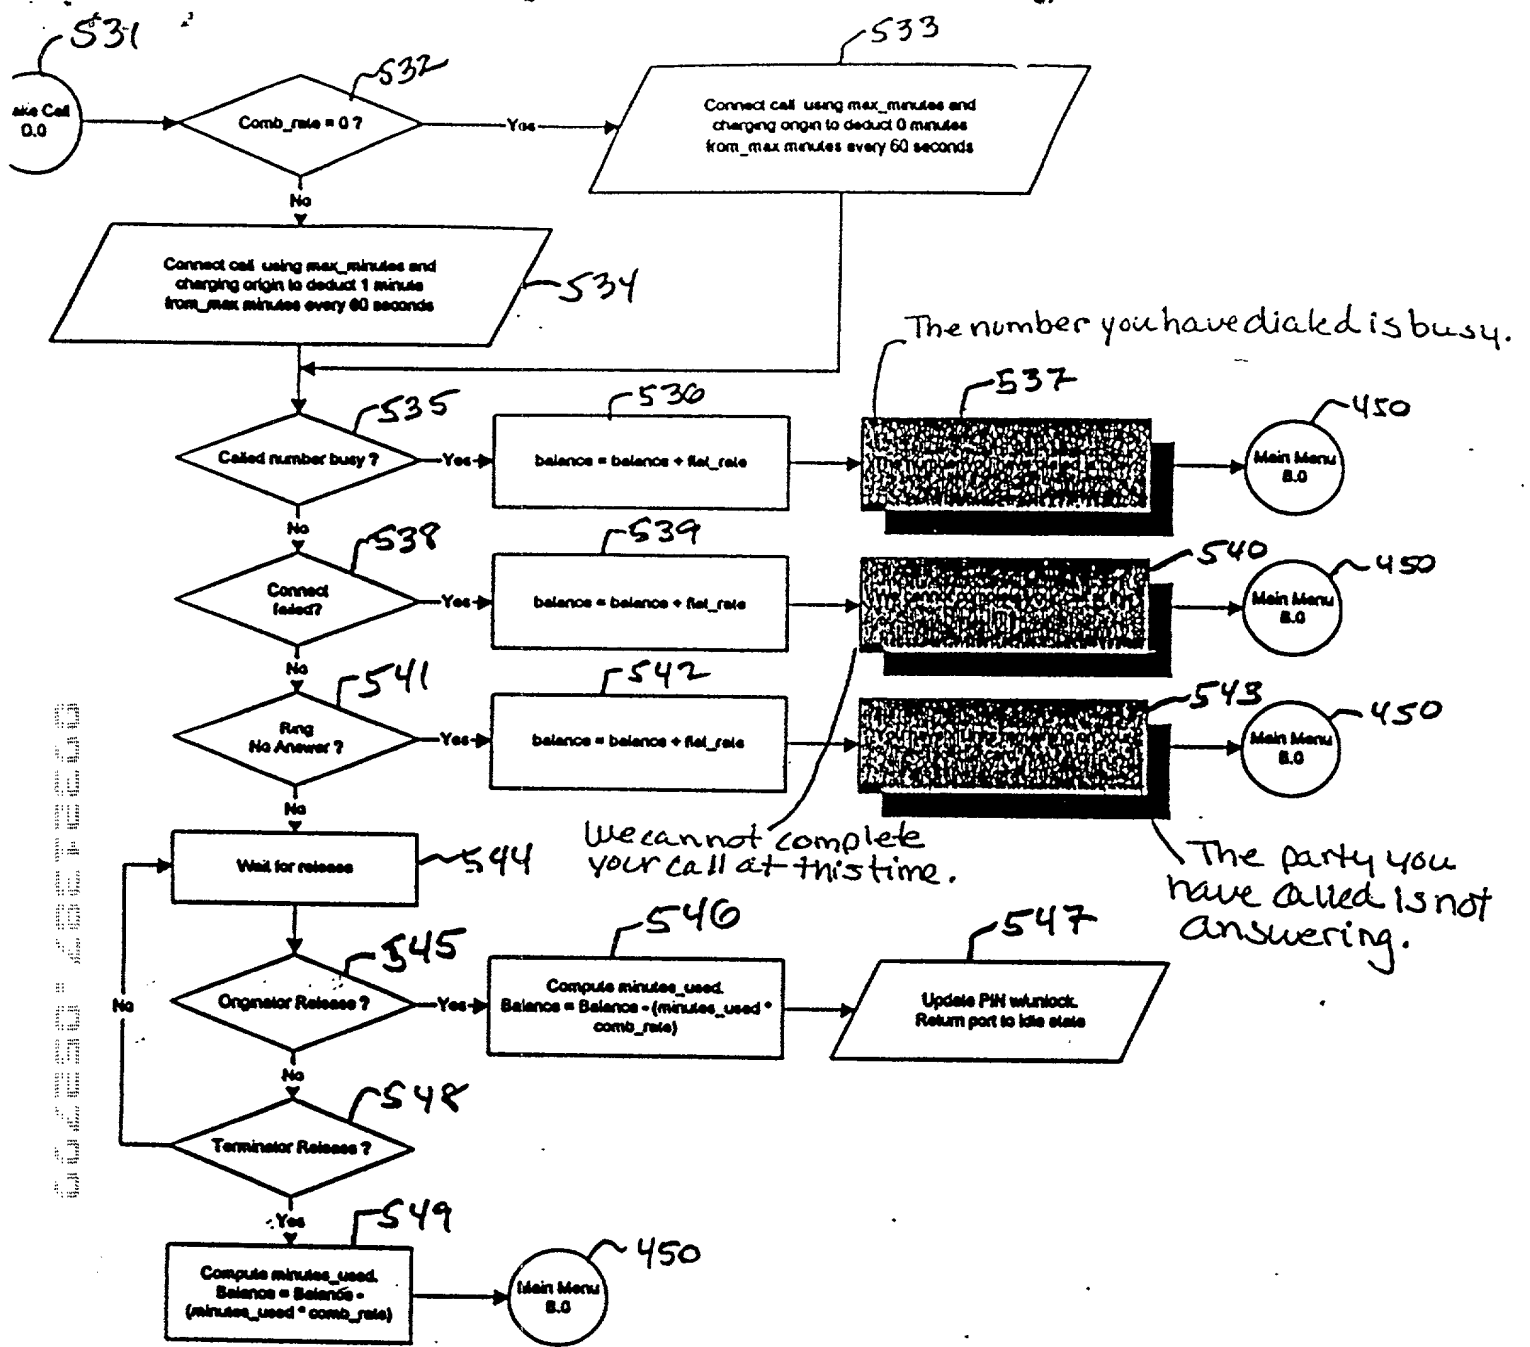 531
532
533
ake Call
D.0
Comb_rate = 0 ?
Yes
Connect call using max_minutes and
charging origin to deduct 0 minutes
from_max minutes every 60 seconds
No
Connect call using max_minutes and
charging origin to deduct 1 minute
from_max minutes every 60 seconds
534
The number you have dialed is busy.
535
536
537
450
Called number busy ?
Yes
balance = balance + flat_rate
Main Menu
B.0
No
538
539
540
450
Connect
failed?
Yes
balance = balance + flat_rate
We cannot complete your call at this
Main Menu
B.0
No
541
542
543
450
Ring
No Answer ?
Yes
balance = balance + flat_rate
Main Menu
B.0
No
We cannot complete
your call at this time.
The party you
have called is not
answering.
Wait for release
544
545
546
547
No
Originator Release ?
Yes
Compute minutes_used.
Balance = Balance - (minutes_used *
comb_rate)
Update PIN w/unlock.
Return port to idle state
No
548
Terminator Release ?
Yes
549
450
Compute minutes_used.
Balance = Balance -
(minutes_used * comb_rate)
Main Menu
B.0